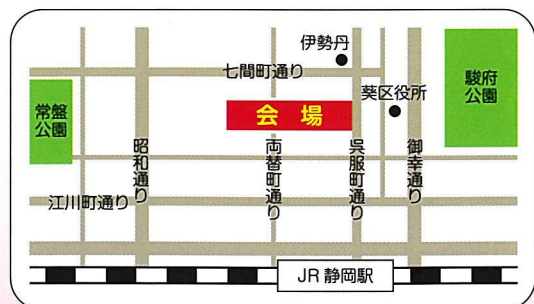 伊勢丹
七間町通り
駿府
公園
葵区役所
常盤
公園
会場
昭和通り
両替町通り
呉服町通り
御幸通り
江川町通り
JR 静岡駅